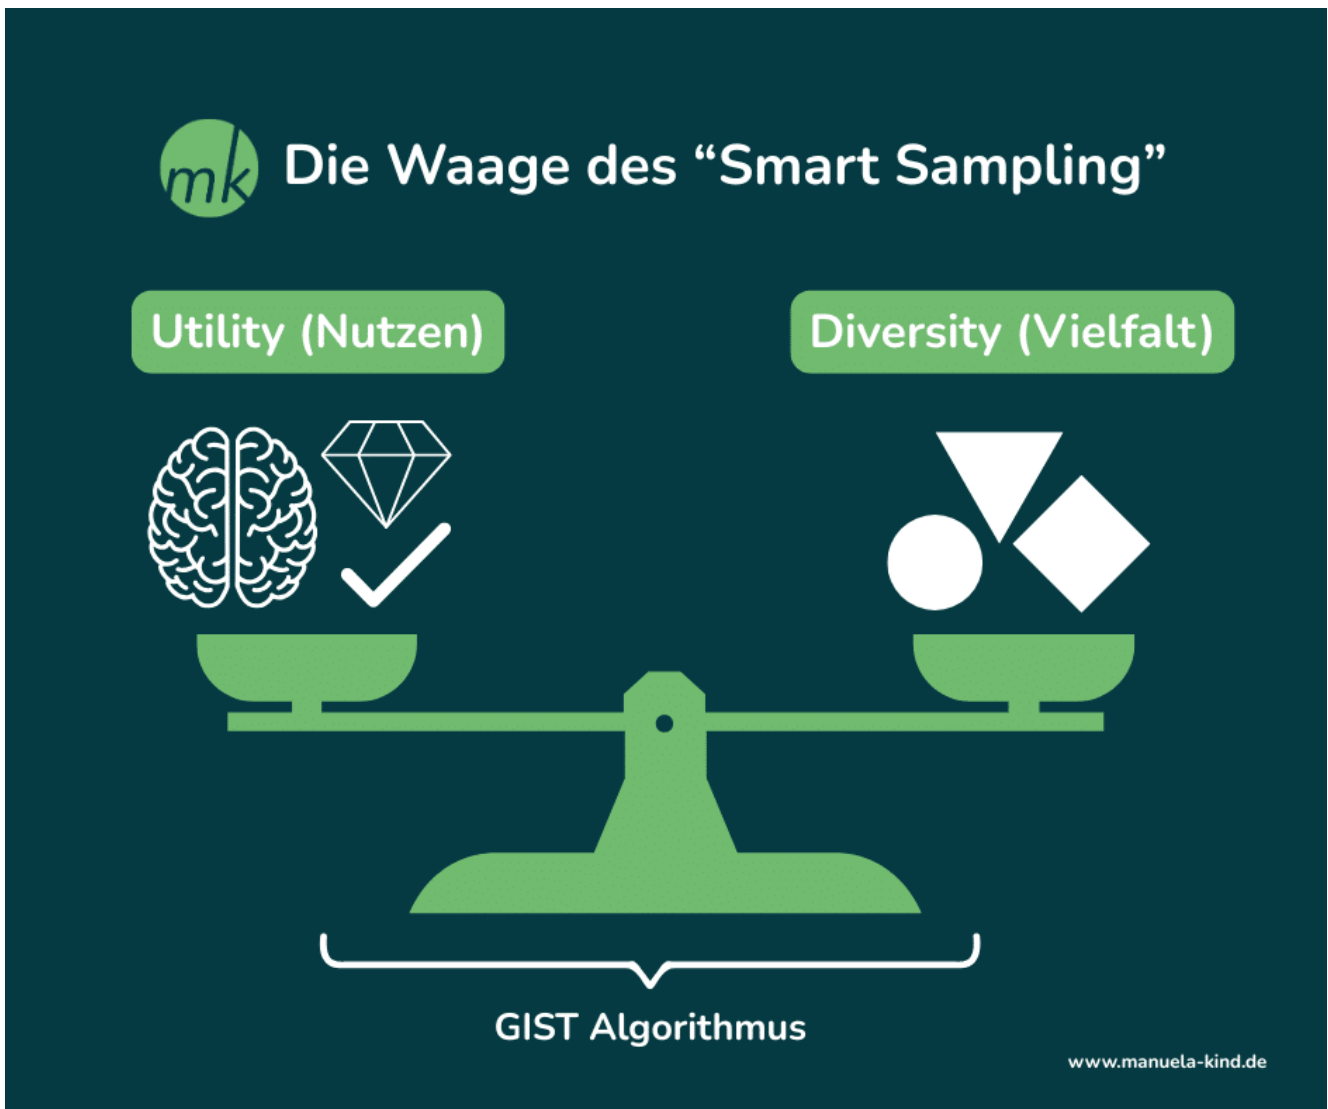 mk
Die Waage des “Smart Sampling”
Utility (Nutzen)
Diversity (Vielfalt)
GIST Algorithmus
www.manuela-kind.de